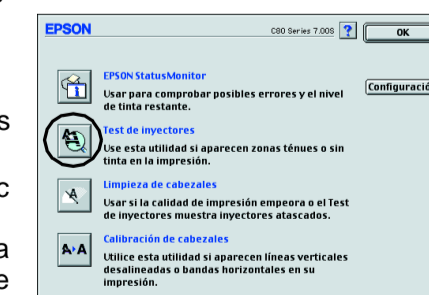 EPSON
C80 Series 7.00S
?
OK
EPSON StatusMonitor
Usar para comprobar posibles errores y el nivel
de tinta restante.
Test de inyectores
Use esta utilidad si aparecen zonas ténues o sin
tinta en la impresión.
Limpieza de cabezales
Usar si la calidad de impresión empeora o el Test
de inyectores muestra inyectores atascados.
Calibración de cabezales
Utilice esta utilidad si aparecen líneas verticales
desalineadas o bandas horizontales en su
impresión.
Configuració
s
c
a
e